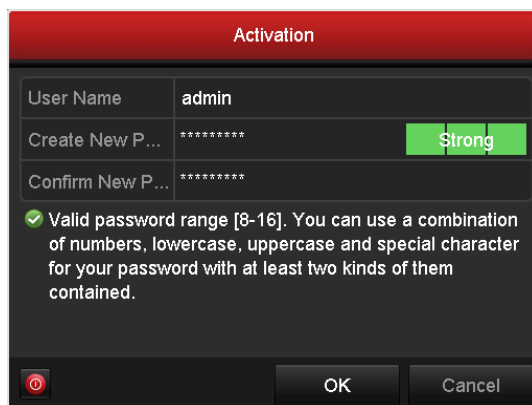 Activation
User Name admin
Create New P... ********* Strong
Confirm New P... *********
Valid password range [8-16]. You can use a combination
of numbers, lowercase, uppercase and special character
for your password with at least two kinds of them
contained.
OK Cancel